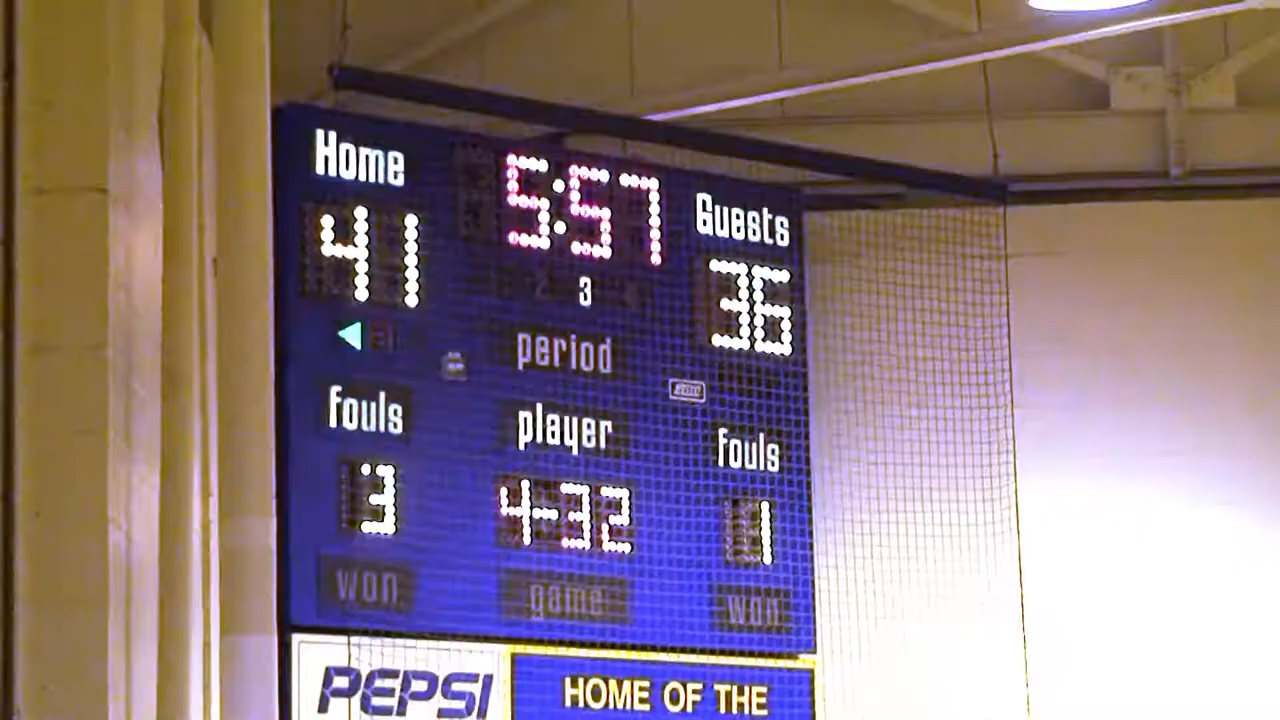 Home 5:57 Guests
41 36
3
period
fouls player fouls
3 4-32 1
won game won
PEPSI HOME OF THE